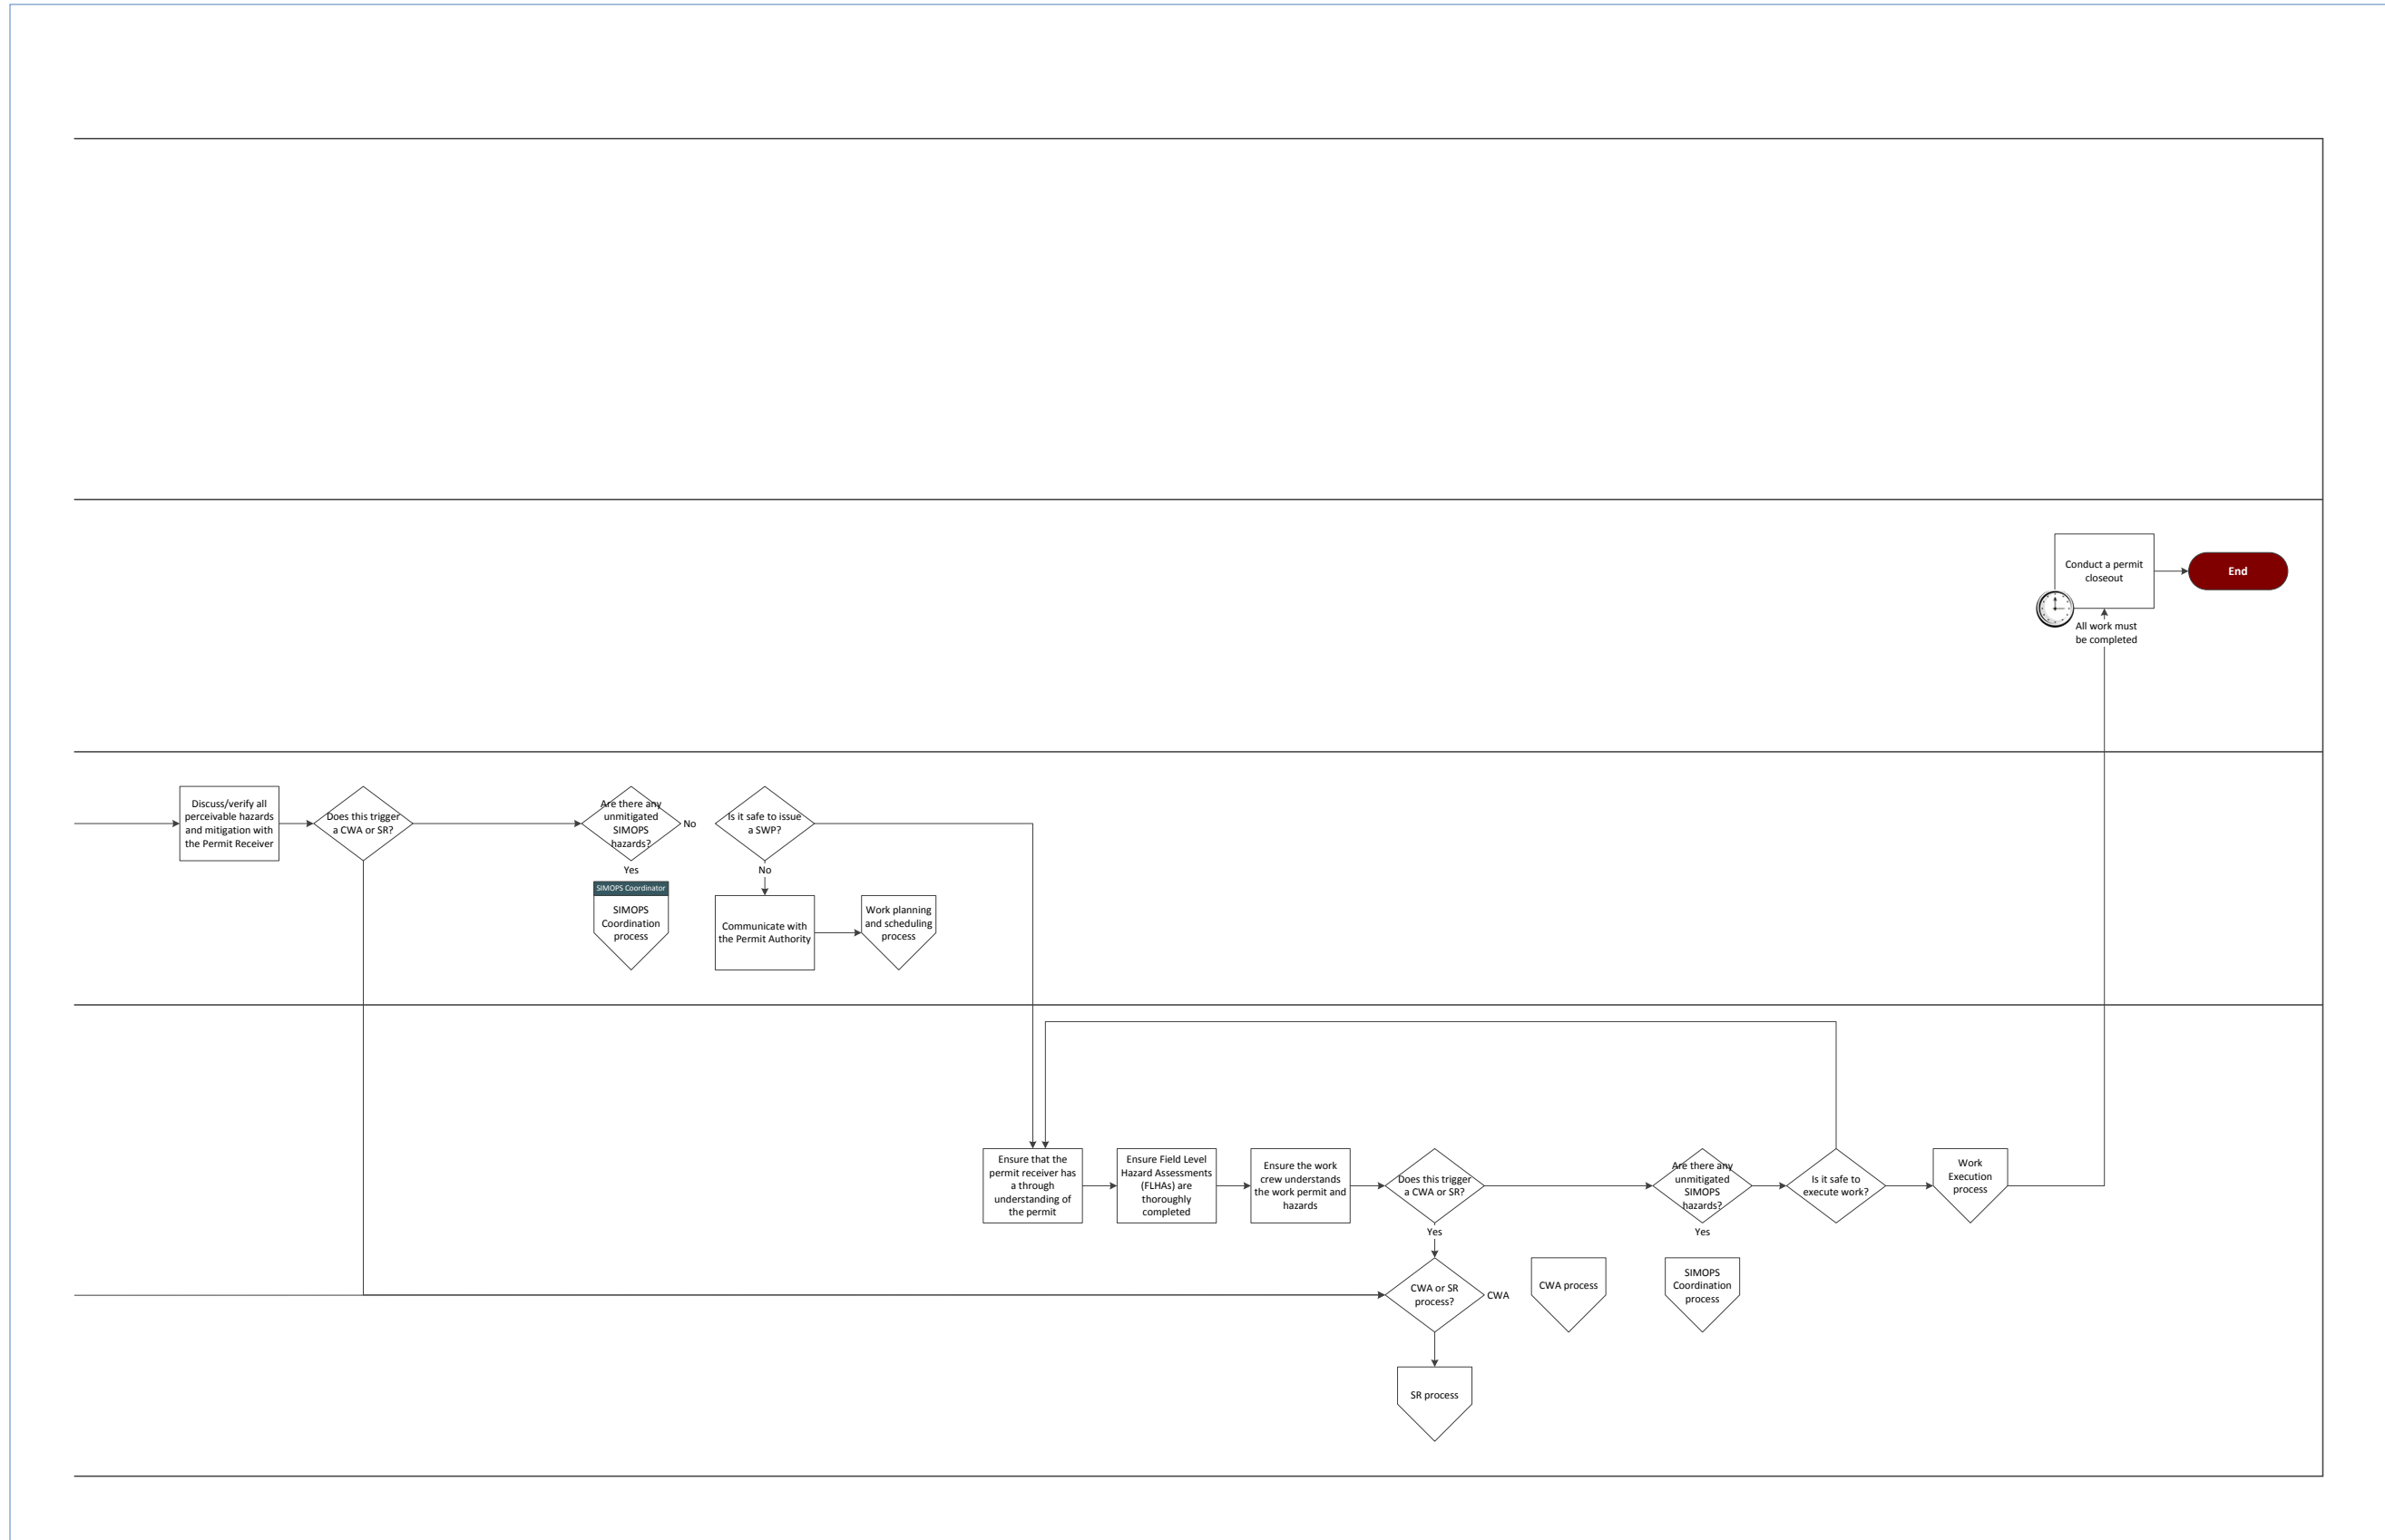 Conduct a permit
closeout
End
All work must
be completed
Discuss/verify all
perceivable hazards
and mitigation with
the Permit Receiver
Does this trigger
a CWA or SR?
Are there any
unmitigated
SIMOPS
hazards?
No
Yes
SIMOPS Coordinator
SIMOPS
Coordination
process
Is it safe to issue
a SWP?
No
Communicate with
the Permit Authority
Work planning
and scheduling
process
Ensure that the
permit receiver has
a through
understanding of
the permit
Ensure Field Level
Hazard Assessments
(FLHAs) are
thoroughly
completed
Ensure the work
crew understands
the work permit and
hazards
Does this trigger
a CWA or SR?
Yes
Are there any
unmitigated
SIMOPS
hazards?
Yes
Is it safe to
execute work?
Work
Execution
process
CWA or SR
process?
CWA
CWA process
SIMOPS
Coordination
process
SR process